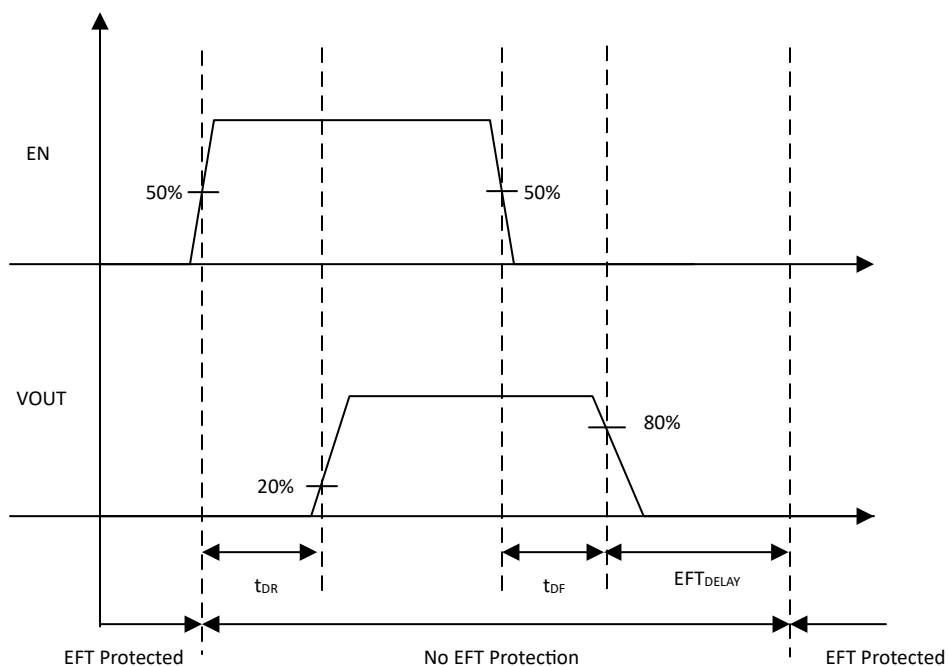 EN
50%
50%
VOUT
80%
20%
tDR
tDF
EFTDELAY
EFT Protected
No EFT Protection
EFT Protected